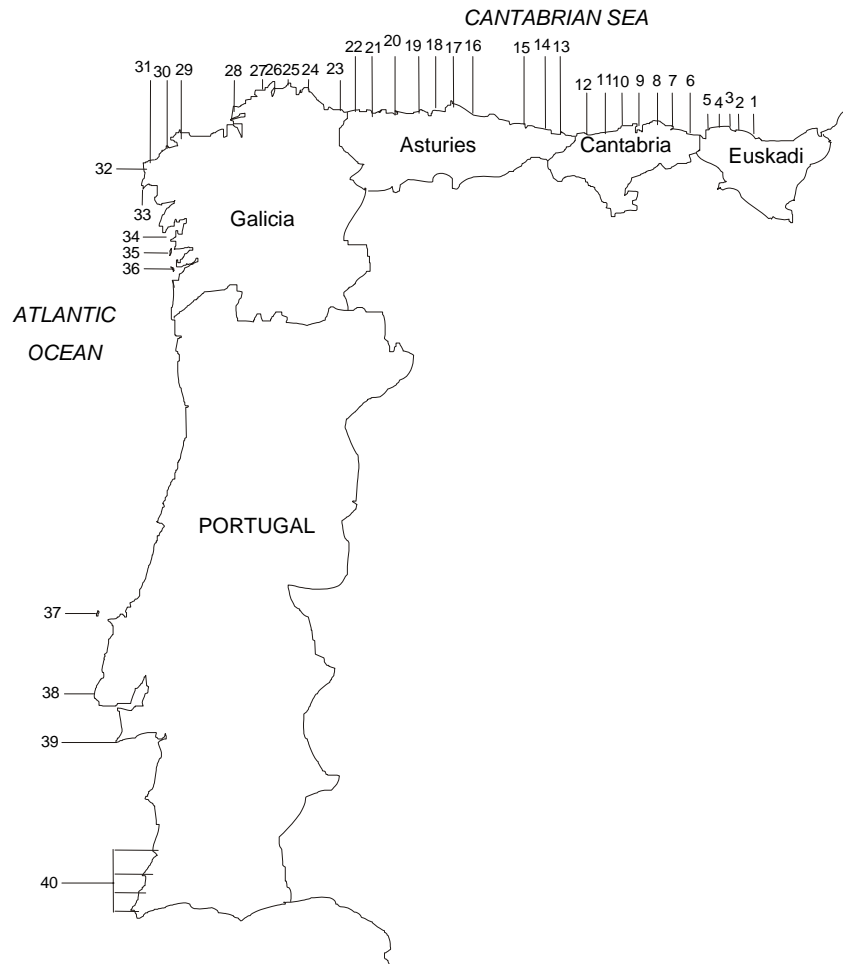 CANTABRIAN SEA
22 21 20 19 18 17 16 15 14 13
31 30 29 28 27 26 25 24 23
12 11 10 9 8 7 6 5 4 3 2 1
Asturies
Cantabria
Euskadi
32
33
Galicia
34
35
36
ATLANTIC
OCEAN
PORTUGAL
37
38
39
40